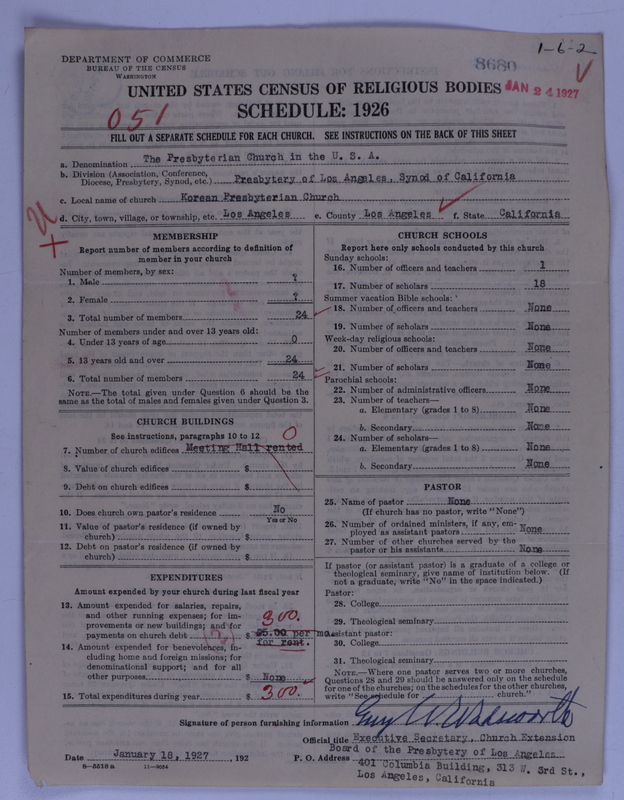 1-6-2
DEPARTMENT OF COMMERCE
BUREAU OF THE CENSUS
WASHINGTON
8680
JAN 24 1927
UNITED STATES CENSUS OF RELIGIOUS BODIES
SCHEDULE: 1926
051
FILL OUT A SEPARATE SCHEDULE FOR EACH CHURCH. SEE INSTRUCTIONS ON THE BACK OF THIS SHEET
a. Denomination The Presbyterian Church in the U. S. A.
b. Division (Association, Conference,
Diocese, Presbytery, Synod, etc.) Presbytery of Los Angeles, Synod of California
c. Local name of church Korean Presbyterian Church
d. City, town, village, or township, etc. Los Angeles e. County Los Angeles f. State California
MEMBERSHIP
Report number of members according to definition of
member in your church
Number of members, by sex:
1. Male ?
2. Female ?
3. Total number of members 24
Number of members under and over 13 years old:
4. Under 13 years of age 0
5. 13 years old and over 24
6. Total number of members 24
NOTE.—The total given under Question 6 should be the
same as the total of males and females given under Question 3.
CHURCH BUILDINGS
See instructions, paragraphs 10 to 12
0
7. Number of church edifices Meeting Hall rented
8. Value of church edifices $
9. Debt on church edifices $
10. Does church own pastor's residence No
Yes or No
11. Value of pastor's residence (if owned by
church) $
12. Debt on pastor's residence (if owned by
church) $
EXPENDITURES
Amount expended by your church during last fiscal year
13. Amount expended for salaries, repairs,
and other running expenses; for im-
provements or new buildings; and for
payments on church debt $ 25.00 per mo.
300.
for rent.
14. Amount expended for benevolences, in-
cluding home and foreign missions; for
denominational support; and for all
other purposes $ None
15. Total expenditures during year $ 300.
CHURCH SCHOOLS
Report here only schools conducted by this church
Sunday schools:
16. Number of officers and teachers 1
17. Number of scholars 18
Summer vacation Bible schools:
18. Number of officers and teachers None
19. Number of scholars None
Week-day religious schools:
20. Number of officers and teachers None
21. Number of scholars None
Parochial schools:
22. Number of administrative officers None
23. Number of teachers—
a. Elementary (grades 1 to 8) None
b. Secondary None
24. Number of scholars—
a. Elementary (grades 1 to 8) None
b. Secondary None
PASTOR
25. Name of pastor None
(If church has no pastor, write "None")
26. Number of ordained ministers, if any, em-
ployed as assistant pastors None
27. Number of other churches served by the
pastor or his assistants None
If pastor (or assistant pastor) is a graduate of a college or
theological seminary, give name of institution below. (If
not a graduate, write "No" in the space indicated.)
Pastor:
28. College
29. Theological seminary
Assistant pastor:
30. College
31. Theological seminary
NOTE.—Where one pastor serves two or more churches,
Questions 28 and 29 should be answered only on the schedule
for one of the churches; on the schedules for the other churches,
write "See schedule for church."
Signature of person furnishing information Guy W. Wadsworth
Official title Executive Secretary, Church Extension
Board of the Presbytery of Los Angeles
Date January 18, 1927, 192 P. O. Address 401 Columbia Building, 313 W. 3rd St.,
Los Angeles, California
8—5518 a 11—9034